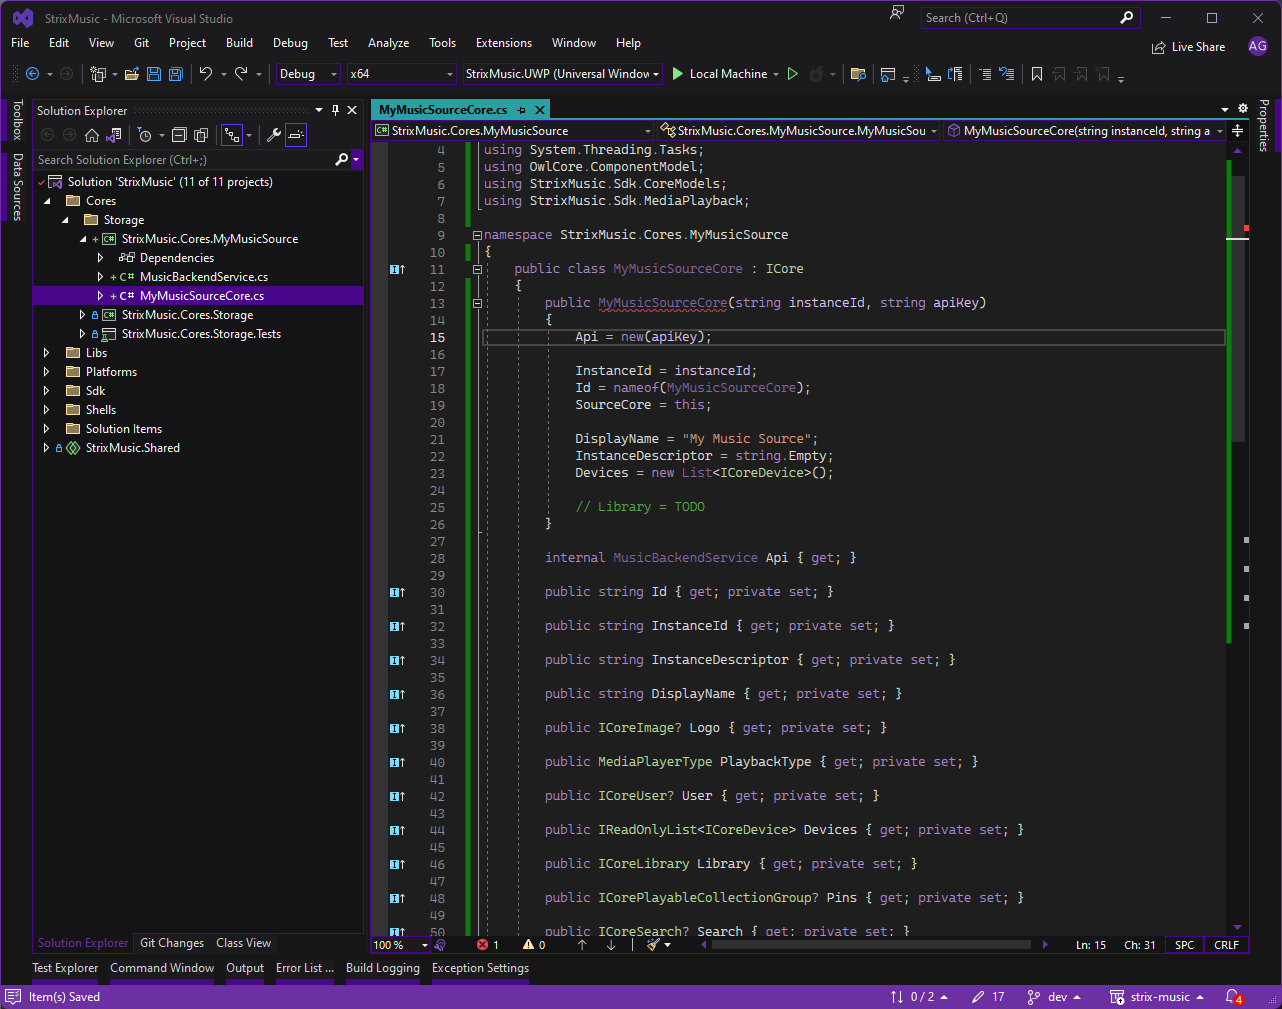 StrixMusic - Microsoft Visual Studio
Search (Ctrl+Q)
File Edit View Git Project Build Debug Test Analyze Tools Extensions Window Help
Live Share AG
Debug x64 StrixMusic.UWP (Universal Window Local Machine
Toolbox
Data Sources
Solution Explorer
Search Solution Explorer (Ctrl+;)
Solution 'StrixMusic' (11 of 11 projects)
Cores
Storage
+ C# StrixMusic.Cores.MyMusicSource
Dependencies
+ C# MusicBackendService.cs
+ C# MyMusicSourceCore.cs
C# StrixMusic.Cores.Storage
StrixMusic.Cores.Storage.Tests
Libs
Platforms
Sdk
Shells
Solution Items
StrixMusic.Shared
Solution Explorer Git Changes Class View
MyMusicSourceCore.cs
C# StrixMusic.Cores.MyMusicSource StrixMusic.Cores.MyMusicSource.MyMusicSou MyMusicSourceCore(string instanceId, string a
4 using System.Threading.Tasks;
5 using OwlCore.ComponentModel;
6 using StrixMusic.Sdk.CoreModels;
7 using StrixMusic.Sdk.MediaPlayback;
8
9 namespace StrixMusic.Cores.MyMusicSource
10 {
11 public class MyMusicSourceCore : ICore
12 {
13 public MyMusicSourceCore(string instanceId, string apiKey)
14 {
15 Api = new(apiKey);
16
17 InstanceId = instanceId;
18 Id = nameof(MyMusicSourceCore);
19 SourceCore = this;
20
21 DisplayName = "My Music Source";
22 InstanceDescriptor = string.Empty;
23 Devices = new List<ICoreDevice>();
24
25 // Library = TODO
26 }
27
28 internal MusicBackendService Api { get; }
29
30 public string Id { get; private set; }
31
32 public string InstanceId { get; private set; }
33
34 public string InstanceDescriptor { get; private set; }
35
36 public string DisplayName { get; private set; }
37
38 public ICoreImage? Logo { get; private set; }
39
40 public MediaPlayerType PlaybackType { get; private set; }
41
42 public ICoreUser? User { get; private set; }
43
44 public IReadOnlyList<ICoreDevice> Devices { get; private set; }
45
46 public ICoreLibrary Library { get; private set; }
47
48 public ICorePlayableCollectionGroup? Pins { get; private set; }
49
50 public ICoreSearch? Search { get; private set; }
100 % 1 0 Ln: 15 Ch: 31 SPC CRLF
Properties
Test Explorer Command Window Output Error List ... Build Logging Exception Settings
Item(s) Saved 0 / 2 17 dev strix-music 4